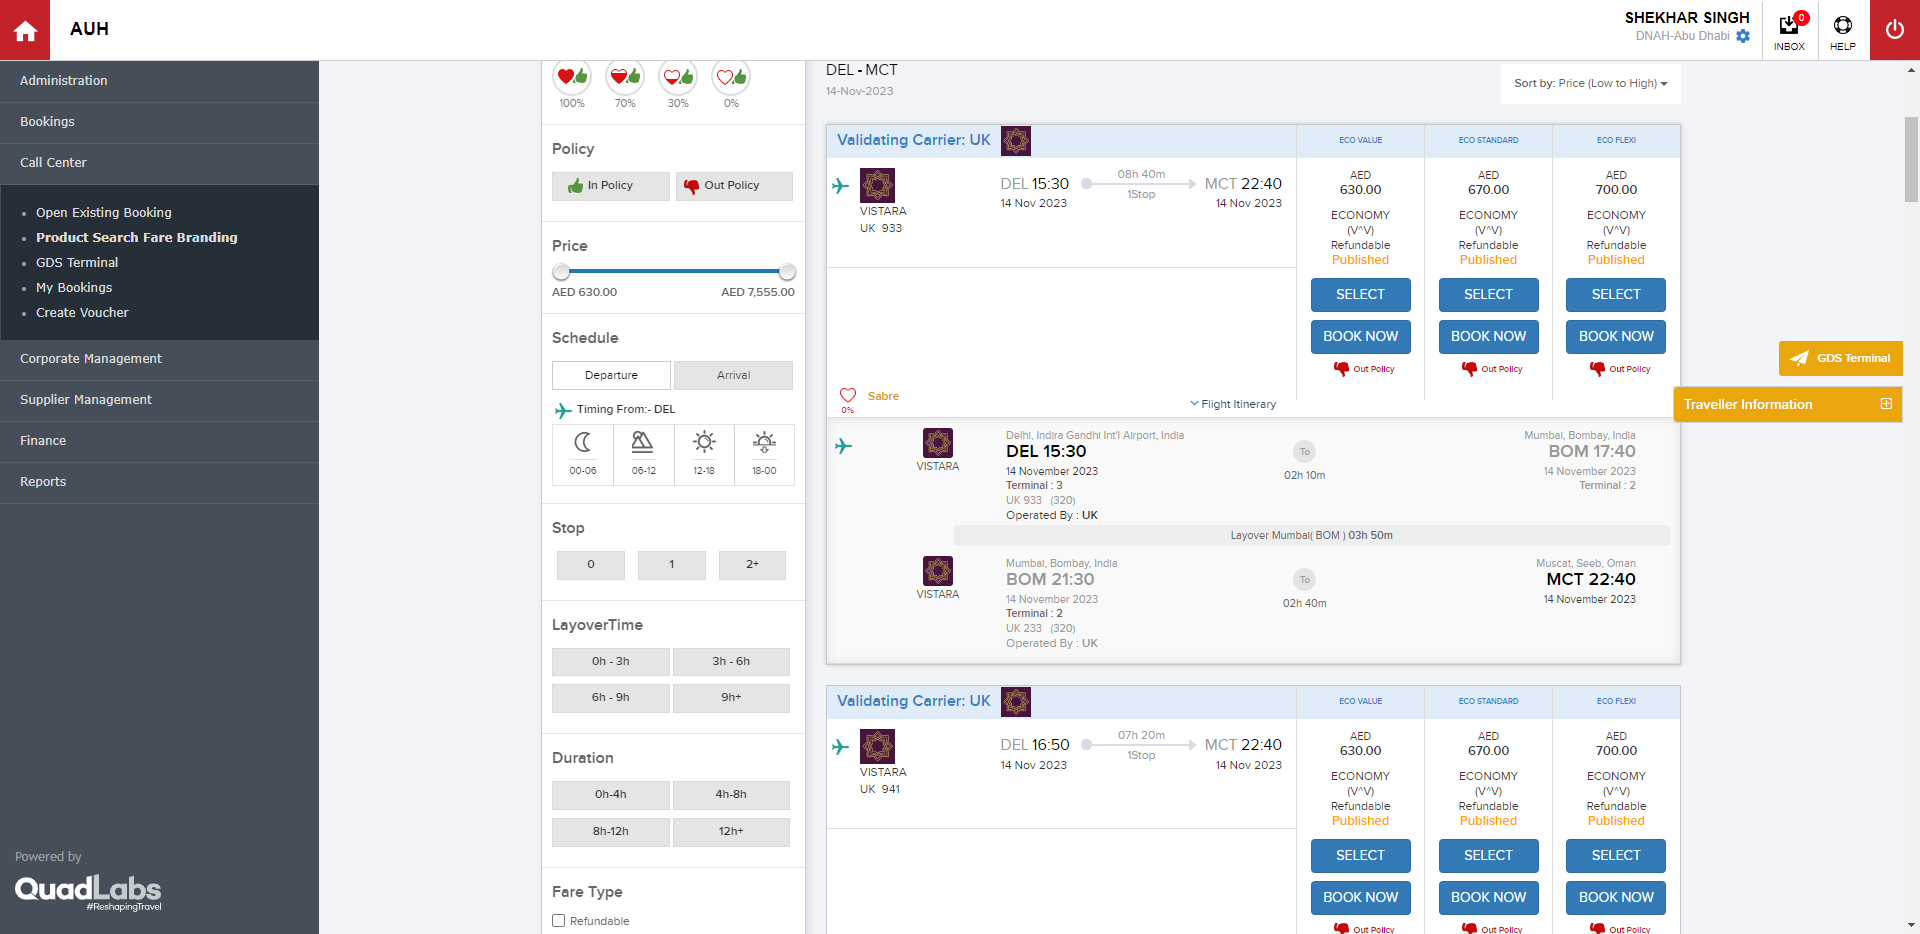 AUH
SHEKHAR SINGH
DNAH-Abu Dhabi
0
INBOX
HELP
Administration
Bookings
Call Center
Open Existing Booking
Product Search Fare Branding
GDS Terminal
My Bookings
Create Voucher
Corporate Management
Supplier Management
Finance
Reports
Powered by
QuadLabs
#ReshapingTravel
100% 70% 30% 0%
Policy
In Policy Out Policy
Price
AED 630.00 AED 7,555.00
Schedule
Departure Arrival
Timing From:- DEL
00-06 06-12 12-18 18-00
Stop
0 1 2+
LayoverTime
0h - 3h 3h - 6h
6h - 9h 9h+
Duration
0h-4h 4h-8h
8h-12h 12h+
Fare Type
Refundable
DEL - MCT
14-Nov-2023
Sort by: Price (Low to High)
Validating Carrier: UK
ECO VALUE ECO STANDARD ECO FLEXI
VISTARA
UK 933
DEL 15:30
14 Nov 2023
08h 40m
1Stop
MCT 22:40
14 Nov 2023
AED AED AED
630.00 670.00 700.00
ECONOMY ECONOMY ECONOMY
(V^V) (V^V) (V^V)
Refundable Refundable Refundable
Published Published Published
SELECT SELECT SELECT
BOOK NOW BOOK NOW BOOK NOW
Out Policy Out Policy Out Policy
0%
Sabre
Flight Itinerary
VISTARA
Delhi, Indira Gandhi Int'l Airport, India
DEL 15:30
14 November 2023
Terminal : 3
UK 933 (320)
Operated By : UK
To
02h 10m
Mumbai, Bombay, India
BOM 17:40
14 November 2023
Terminal : 2
Layover Mumbai( BOM ) 03h 50m
VISTARA
Mumbai, Bombay, India
BOM 21:30
14 November 2023
Terminal : 2
UK 233 (320)
Operated By : UK
To
02h 40m
Muscat, Seeb, Oman
MCT 22:40
14 November 2023
Validating Carrier: UK
ECO VALUE ECO STANDARD ECO FLEXI
VISTARA
UK 941
DEL 16:50
14 Nov 2023
07h 20m
1Stop
MCT 22:40
14 Nov 2023
AED AED AED
630.00 670.00 700.00
ECONOMY ECONOMY ECONOMY
(V^V) (V^V) (V^V)
Refundable Refundable Refundable
Published Published Published
SELECT SELECT SELECT
BOOK NOW BOOK NOW BOOK NOW
Out Policy Out Policy Out Policy
GDS Terminal
Traveller Information